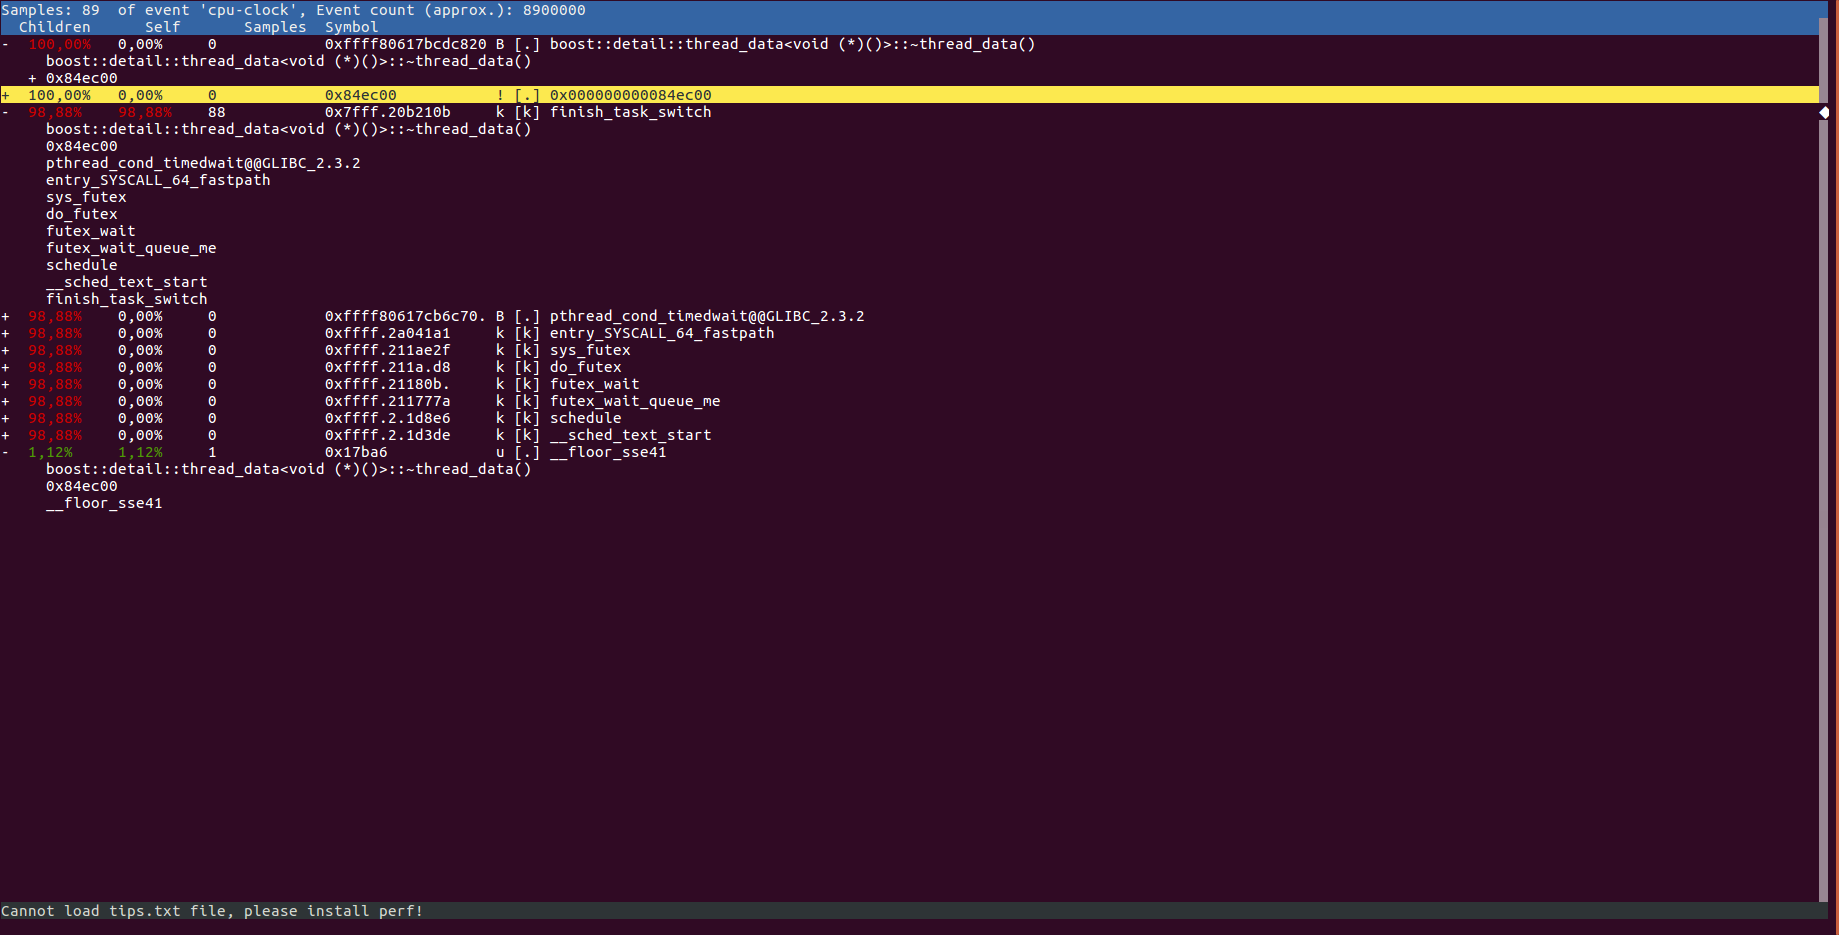 Samples: 89  of event 'cpu-clock', Event count (approx.): 8900000
  Children      Self       Samples  Symbol
-  100,00%   0,00%     0            0xffff80617bcdc820 B [.] boost::detail::thread_data<void (*)()>::~thread_data()
     boost::detail::thread_data<void (*)()>::~thread_data()
   + 0x84ec00
+  100,00%   0,00%     0            0x84ec00           ! [.] 0x000000000084ec00
-  98,88%    98,88%    88           0x7fff.20b210b     k [k] finish_task_switch
     boost::detail::thread_data<void (*)()>::~thread_data()
     0x84ec00
     pthread_cond_timedwait@@GLIBC_2.3.2
     entry_SYSCALL_64_fastpath
     sys_futex
     do_futex
     futex_wait
     futex_wait_queue_me
     schedule
     __sched_text_start
     finish_task_switch
+  98,88%    0,00%     0            0xffff80617cb6c70. B [.] pthread_cond_timedwait@@GLIBC_2.3.2
+  98,88%    0,00%     0            0xffff.2a041a1     k [k] entry_SYSCALL_64_fastpath
+  98,88%    0,00%     0            0xffff.211ae2f     k [k] sys_futex
+  98,88%    0,00%     0            0xffff.211a.d8     k [k] do_futex
+  98,88%    0,00%     0            0xffff.21180b.     k [k] futex_wait
+  98,88%    0,00%     0            0xffff.211777a     k [k] futex_wait_queue_me
+  98,88%    0,00%     0            0xffff.2.1d8e6     k [k] schedule
+  98,88%    0,00%     0            0xffff.2.1d3de     k [k] __sched_text_start
-  1,12%     1,12%     1            0x17ba6            u [.] __floor_sse41
     boost::detail::thread_data<void (*)()>::~thread_data()
     0x84ec00
     __floor_sse41
Cannot load tips.txt file, please install perf!